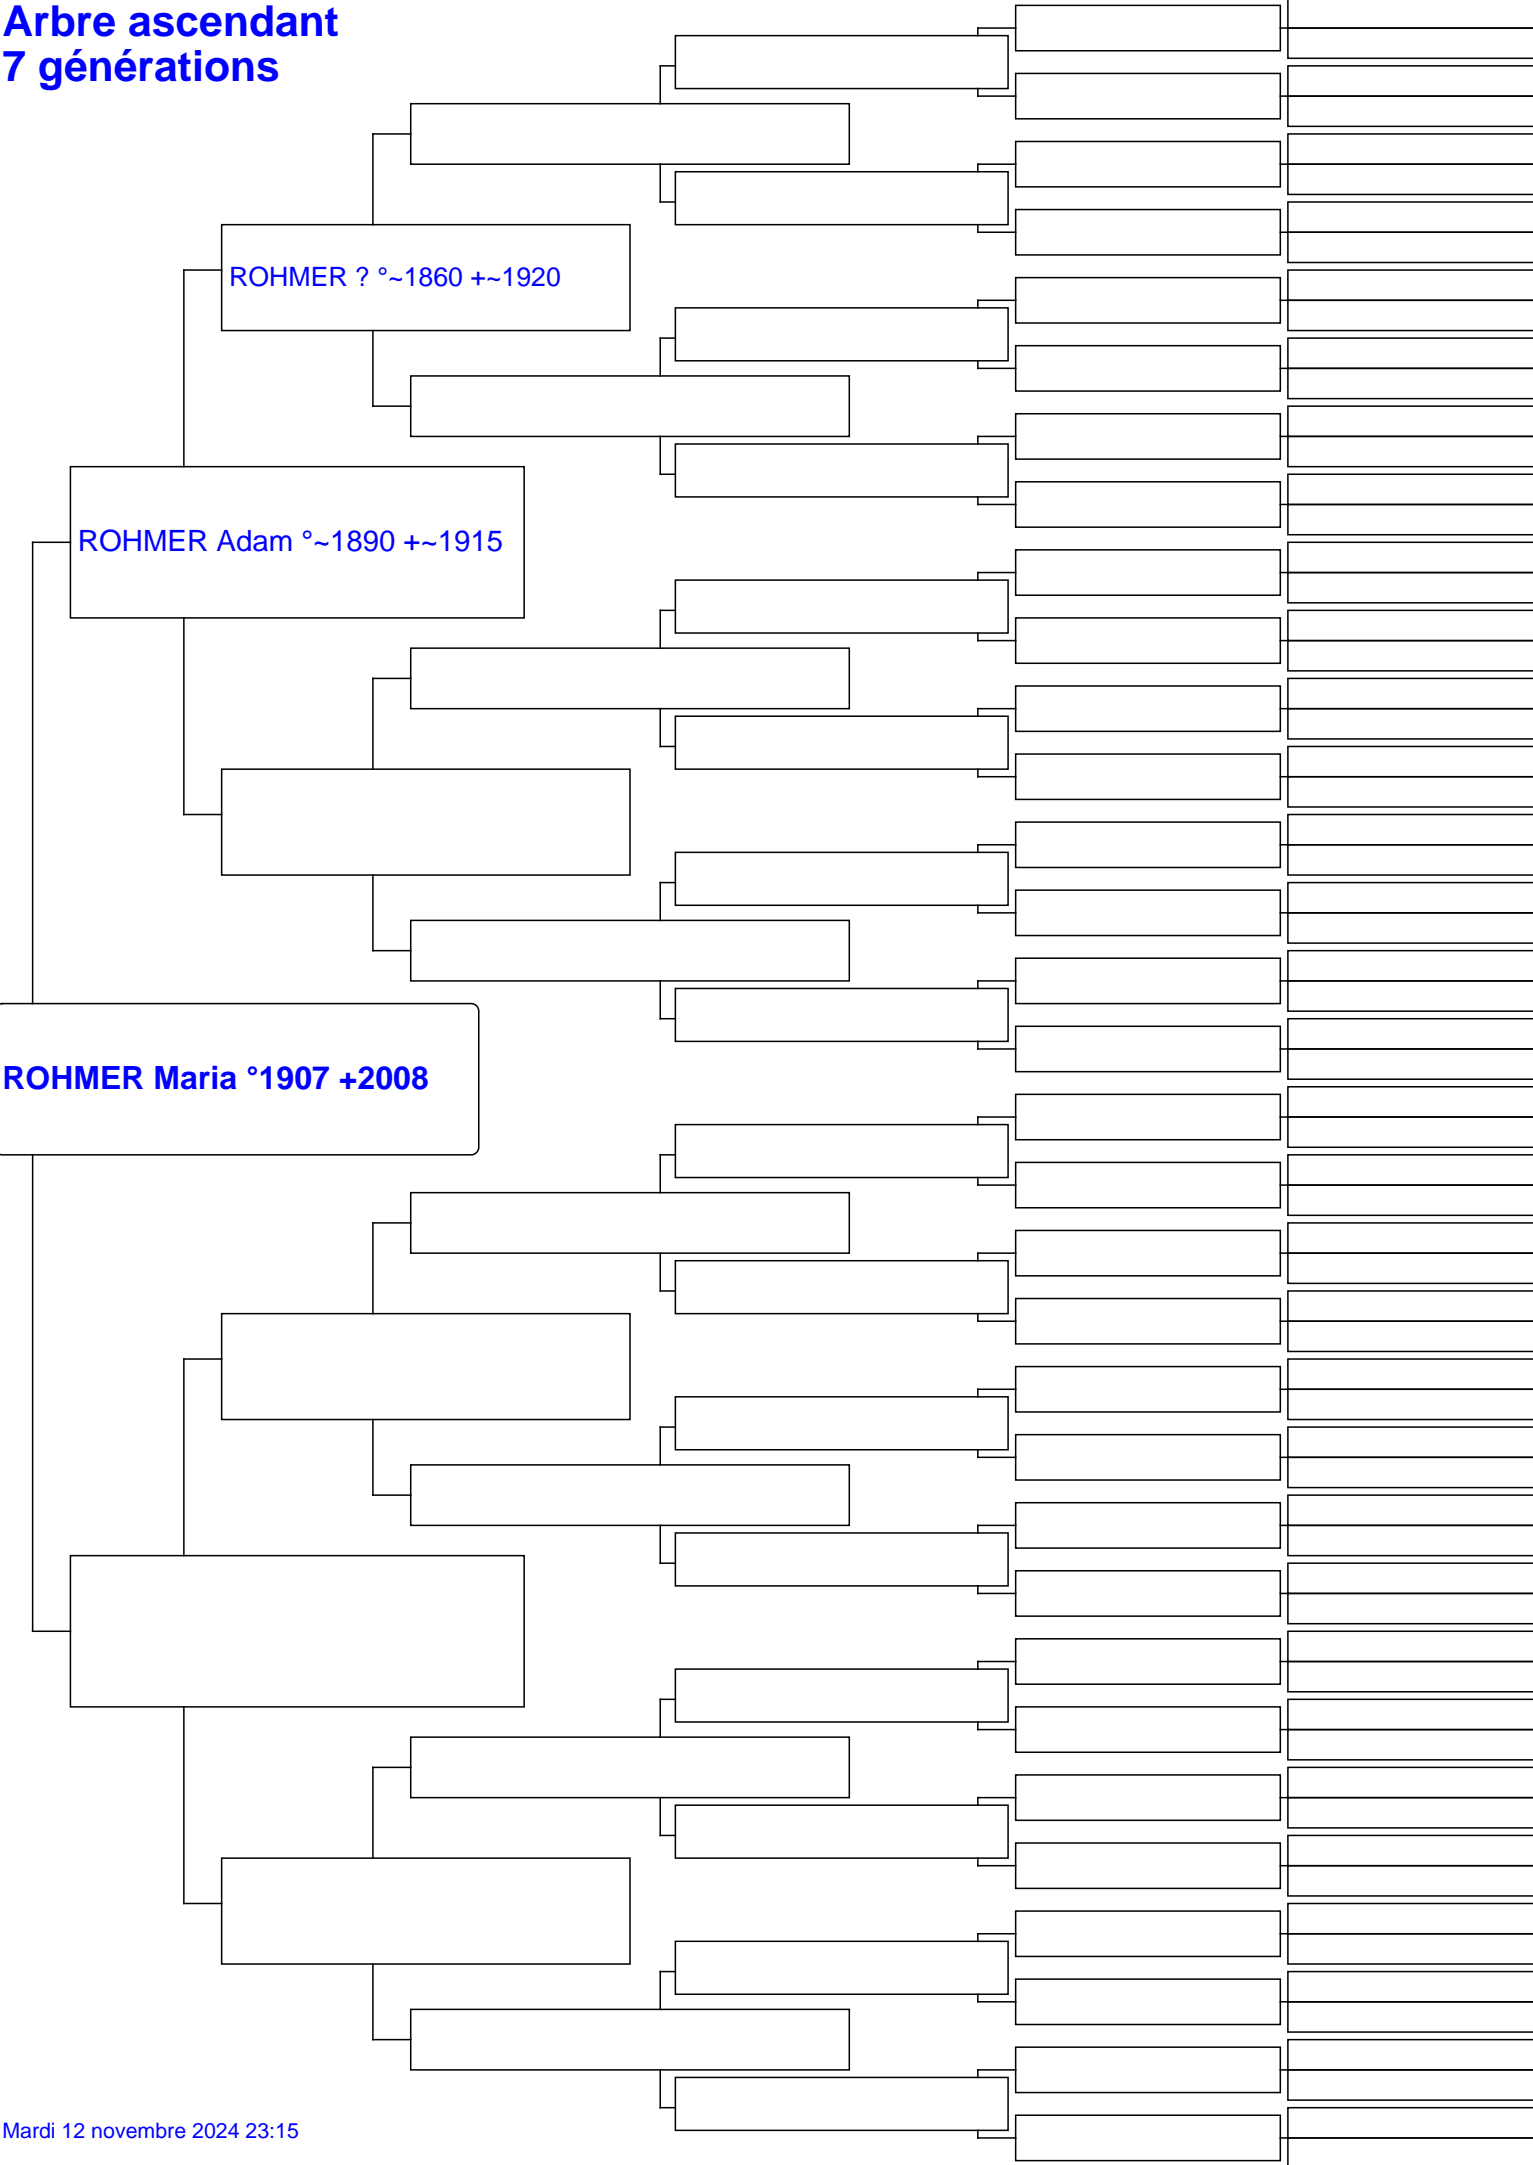 Arbre ascendant
7 générations
ROHMER ? °~1860 +~1920
ROHMER Adam °~1890 +~1915
ROHMER Maria °1907 +2008
Mardi 12 novembre 2024 23:15